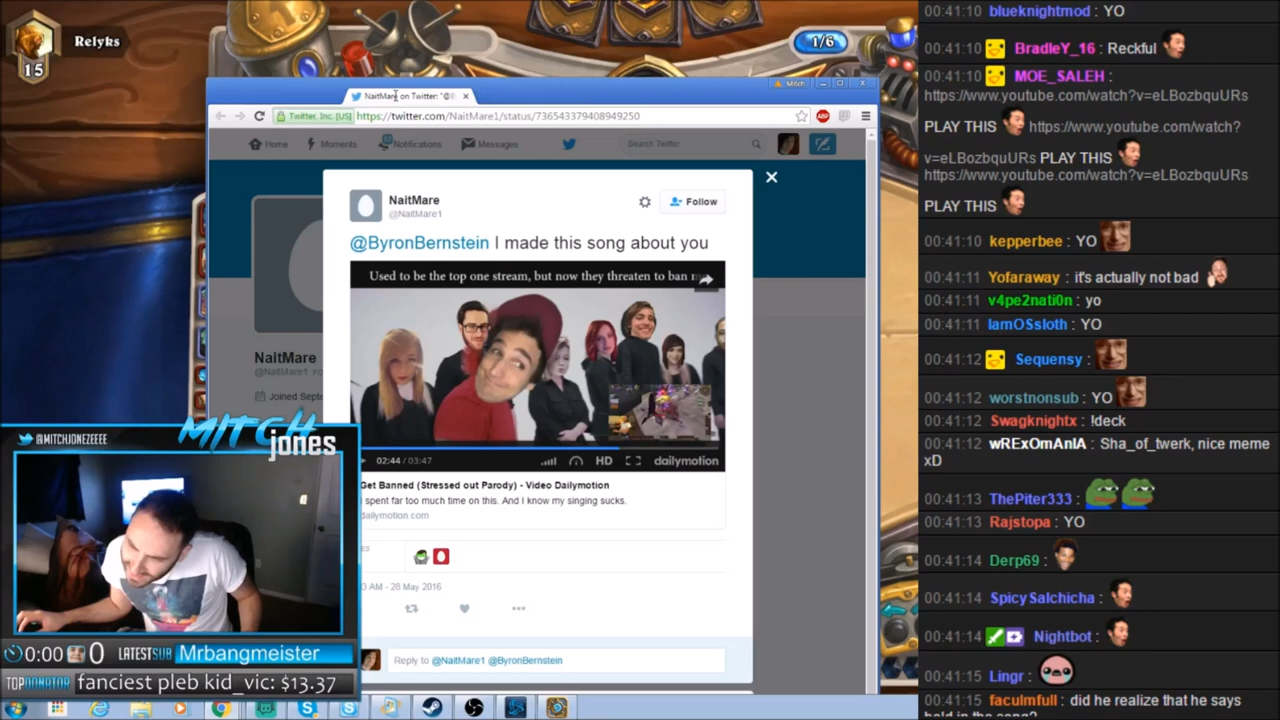 Relyks
15
1/6
Mitch
NaitMare on Twitter: "@B
Twitter, Inc. [US] https://twitter.com/NaitMare1/status/736543379408949250
Home Moments Notifications Messages Search Twitter
NaitMare
@NaitMare1
Follow
@ByronBernstein I made this song about you
Used to be the top one stream, but now they threaten to ban
02:44 / 03:47 HD dailymotion
Get Banned (Stressed out Parody) - Video Dailymotion
I spent far too much time on this. And I know my singing sucks.
dailymotion.com
AM - 28 May 2016
Reply to @NaitMare1 @ByronBernstein
NaitMare
@NaitMare1
Joined Sept
@MITCHJONEZEEEE
MITCH
jones
0:00 0 LATESTSUB Mrbangmeister
TOPDONATOR fanciest pleb kid_vic: $13.37
00:41:10 blueknightmod : YO
00:41:10 BradleY_16 : Reckful
00:41:10 MOE_SALEH :
https://www.youtube.com/watch?v=eLBozbquURs
PLAY THIS https://www.youtube.com/watch?
v=eLBozbquURs PLAY THIS
https://www.youtube.com/watch?v=eLBozbquURs
PLAY THIS
00:41:10 kepperbee : YO
00:41:11 Yofaraway : it's actually not bad
00:41:11 v4pe2nati0n : yo
00:41:11 IamOSsloth : YO
00:41:12 Sequensy :
00:41:12 worstnonsub : YO
00:41:12 Swagknightx : !deck
00:41:12 wRExOmAnIA : Sha_of_twerk, nice meme
xD
00:41:13 ThePiter333 :
00:41:13 Rajstopa : YO
00:41:14 Derp69 :
00:41:14 SpicySalchicha :
00:41:14 Nightbot :
00:41:15 Lingr :
00:41:15 faculmfull : did he realize that he says
in the song?